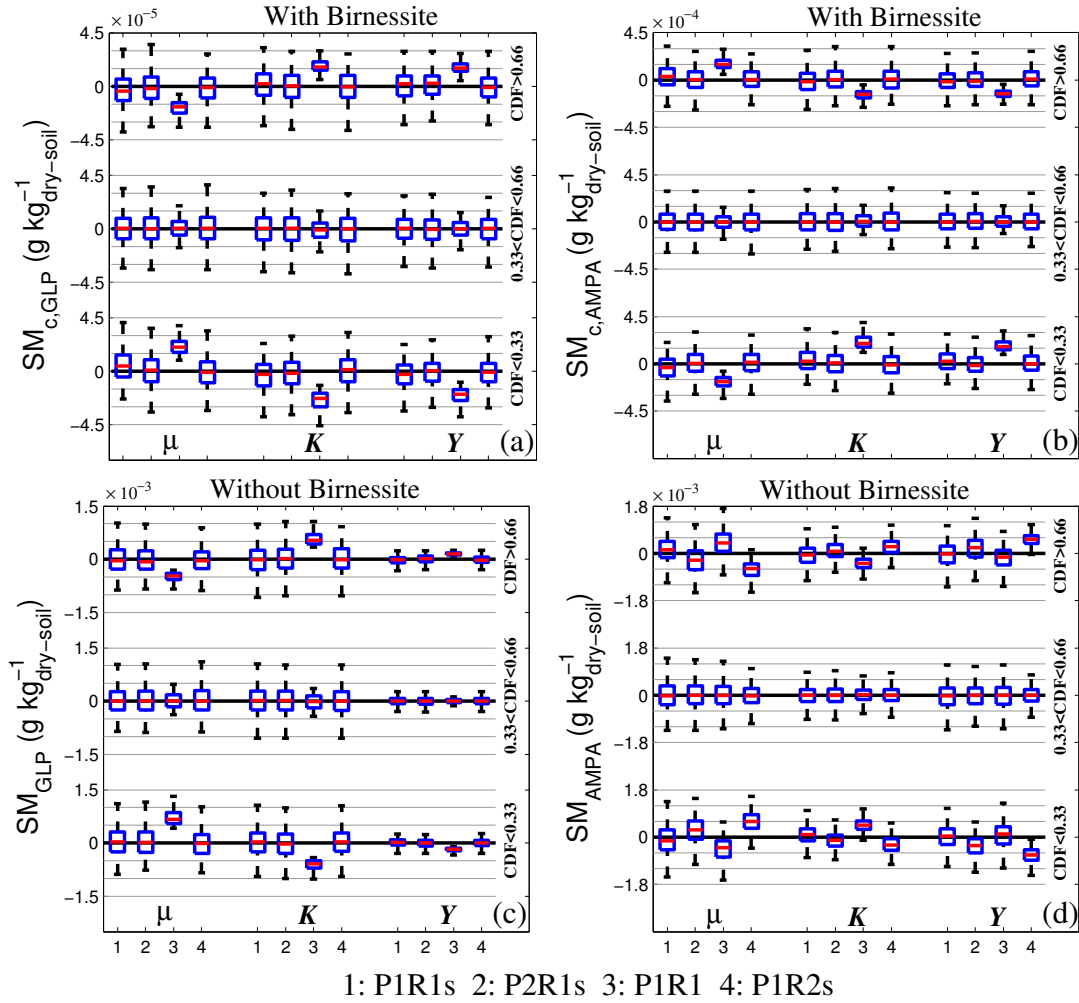 With Birnessite
× 10⁻⁵
4.5
0
−4.5
4.5
0
−4.5
4.5
0
−4.5
SM_c,GLP (g kg⁻¹_dry−soil)
CDF>0.66
0.33<CDF<0.66
CDF<0.33
μ K Y (a)
With Birnessite
× 10⁻⁴
4.5
0
−4.5
4.5
0
−4.5
4.5
0
−4.5
SM_c,AMPA (g kg⁻¹_dry−soil)
CDF>0.66
0.33<CDF<0.66
CDF<0.33
μ K Y (b)
Without Birnessite
× 10⁻³
1.5
0
−1.5
1.5
0
−1.5
1.5
0
−1.5
SM_GLP (g kg⁻¹_dry−soil)
CDF>0.66
0.33<CDF<0.66
CDF<0.33
μ K Y (c)
1 2 3 4 1 2 3 4 1 2 3 4
Without Birnessite
× 10⁻³
1.8
0
−1.8
1.8
0
−1.8
1.8
0
−1.8
SM_AMPA (g kg⁻¹_dry−soil)
CDF>0.66
0.33<CDF<0.66
CDF<0.33
μ K Y (d)
1 2 3 4 1 2 3 4 1 2 3 4
1: P1R1s 2: P2R1s 3: P1R1 4: P1R2s